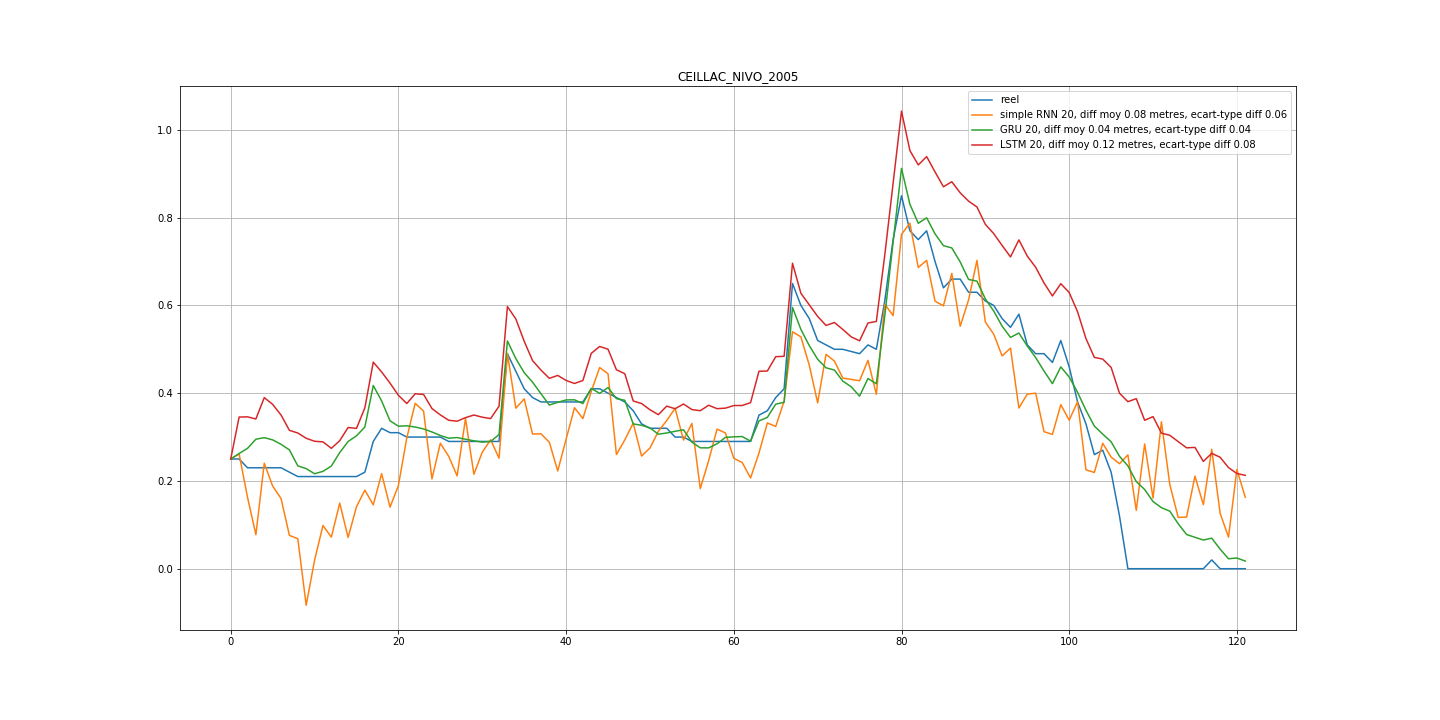 CEILLAC_NIVO_2005
reel
simple RNN 20, diff moy 0.08 metres, ecart-type diff 0.06
GRU 20, diff moy 0.04 metres, ecart-type diff 0.04
LSTM 20, diff moy 0.12 metres, ecart-type diff 0.08
1.0
0.8
0.6
0.4
0.2
0.0
0 20 40 60 80 100 120